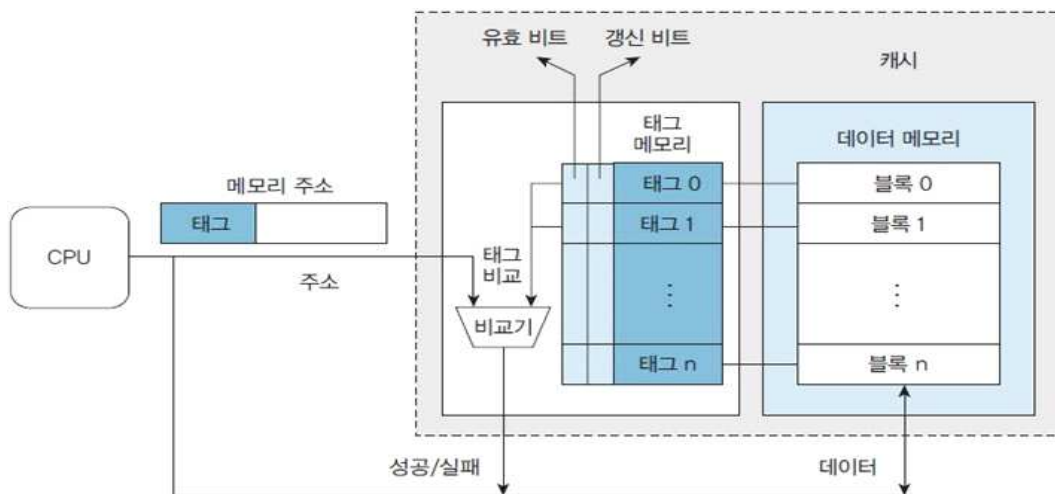 유효 비트
갱신 비트
캐시
태그
메모리
데이터 메모리
메모리 주소
태그
CPU
주소
태그
비교
비교기
태그 0
태그 1
⋮
태그 n
블록 0
블록 1
⋮
블록 n
성공/실패
데이터